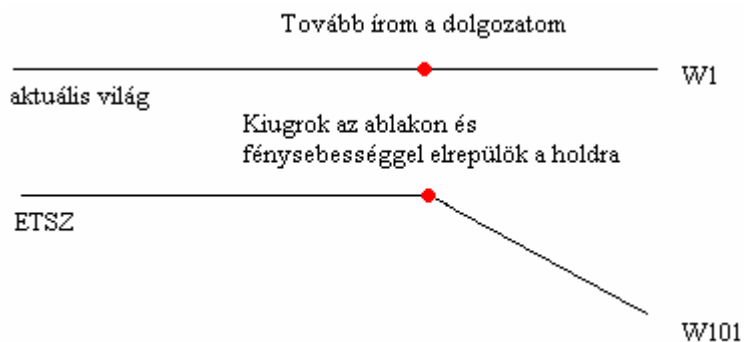 Tovább írom a dolgozatom
W1
aktuális világ
Kiugrok az ablakon és
fénysebességgel elrepülök a holdra
ETSZ
W101